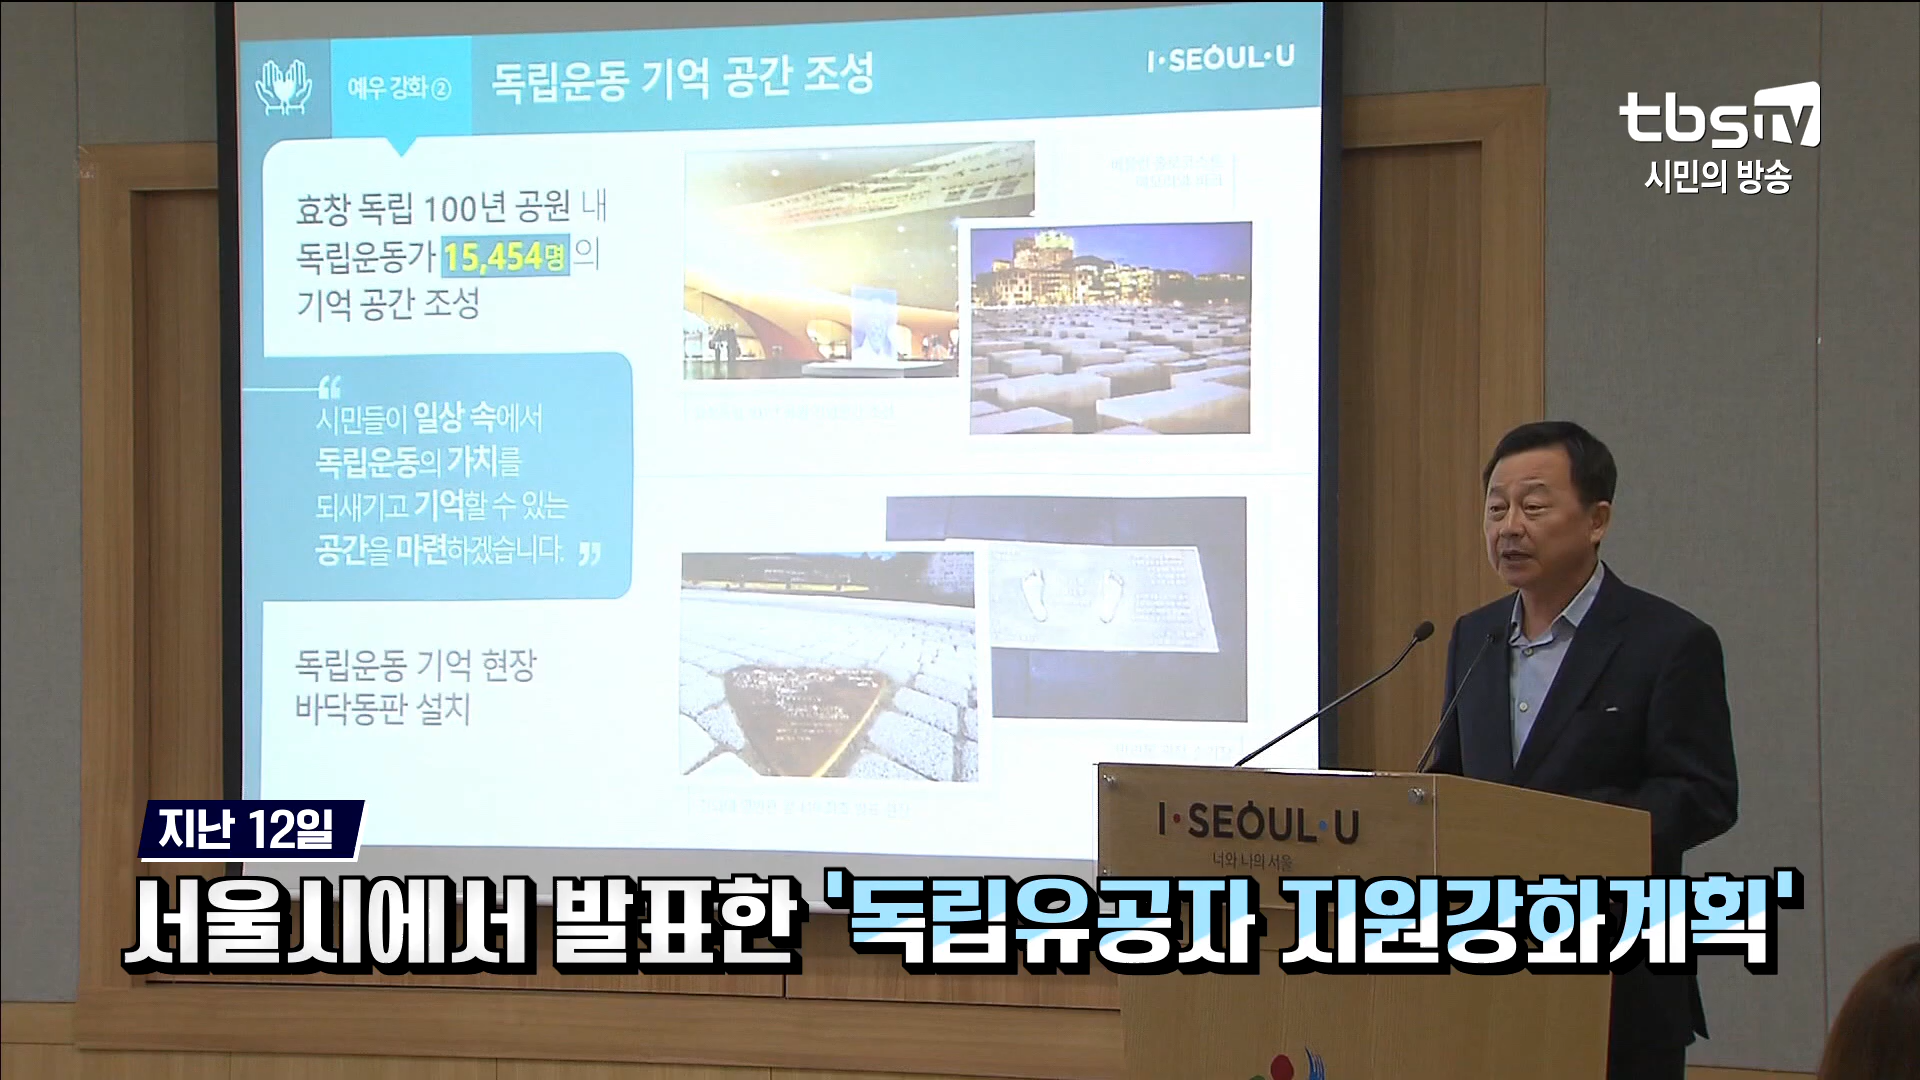 예우 강화 ②
독립운동 기억 공간 조성
I·SEOUL·U
tbs TV
시민의 방송
효창 독립 100년 공원 내
독립운동가 15,454명의
기억 공간 조성
“
시민들이 일상 속에서
독립운동의 가치를
되새기고 기억할 수 있는
공간을 마련하겠습니다. ”
독립운동 기억 현장
바닥동판 설치
I·SEOUL·U
너와 나의 서울
지난 12일
서울시에서 발표한 '독립유공자 지원강화계획'